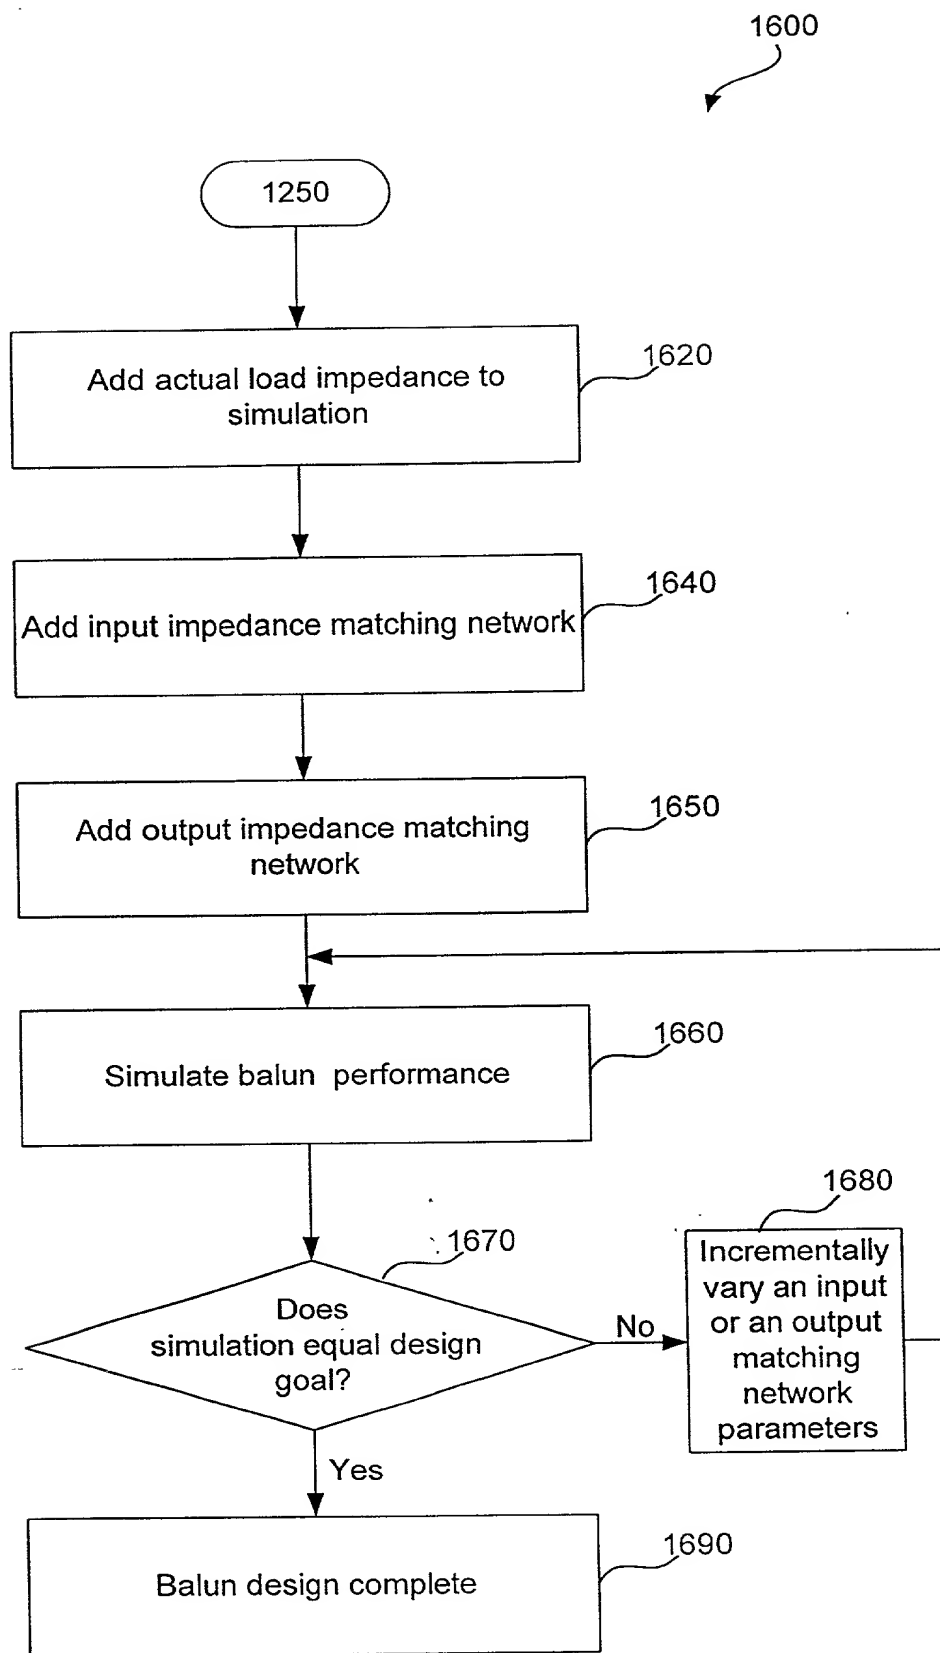 1600
1250
Add actual load impedance to
simulation
1620
Add input impedance matching network
1640
Add output impedance matching
network
1650
Simulate balun performance
1660
1670
Does
simulation equal design
goal?
No
1680
Incrementally
vary an input
or an output
matching
network
parameters
Yes
Balun design complete
1690